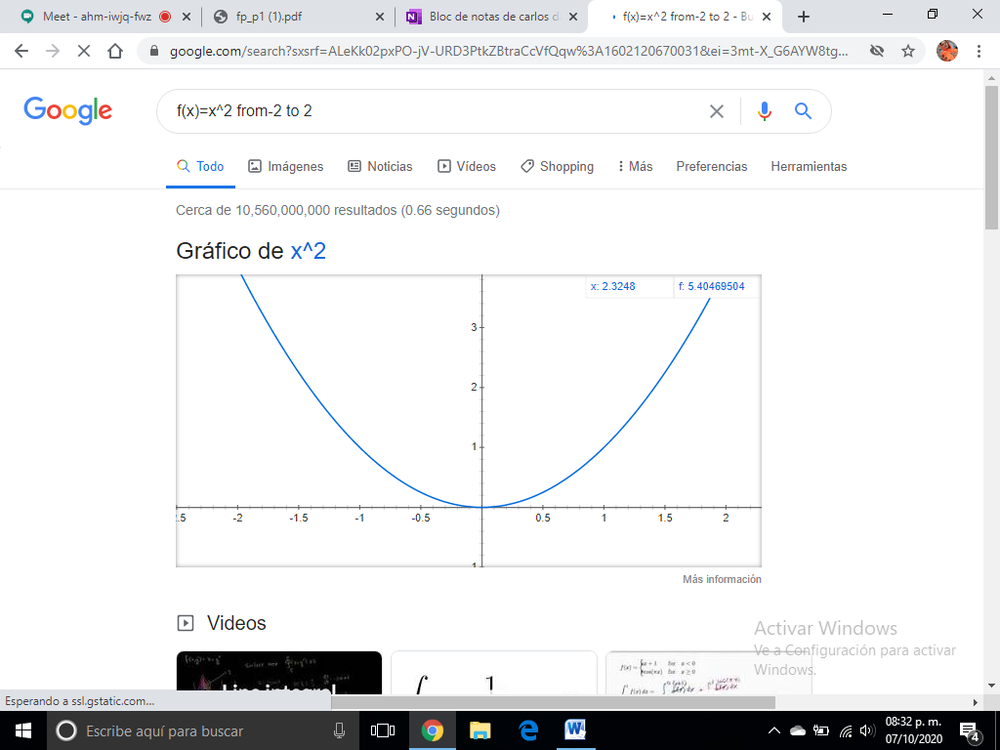 Meet - ahm-iwjq-fwz
fp_p1 (1).pdf
Bloc de notas de carlos d
f(x)=x^2 from-2 to 2 - Bu
google.com/search?sxsrf=ALeKk02pxPO-jV-URD3PtkZBtraCcVfQqw%3A1602120670031&ei=3mt-X_G6AYW8tg...
Google
f(x)=x^2 from-2 to 2
Todo Imágenes Noticias Vídeos Shopping Más Preferencias Herramientas
Cerca de 10,560,000,000 resultados (0.66 segundos)
Gráfico de x^2
x: 2.3248 f: 5.40469504
3
2
1
.5 -2 -1.5 -1 -0.5 0.5 1 1.5 2
1
Más información
Videos
Activar Windows
Ve a Configuración para activar
Windows.
Line integral
Esperando a ssl.gstatic.com...
Escribe aquí para buscar
08:32 p. m.
07/10/2020
4